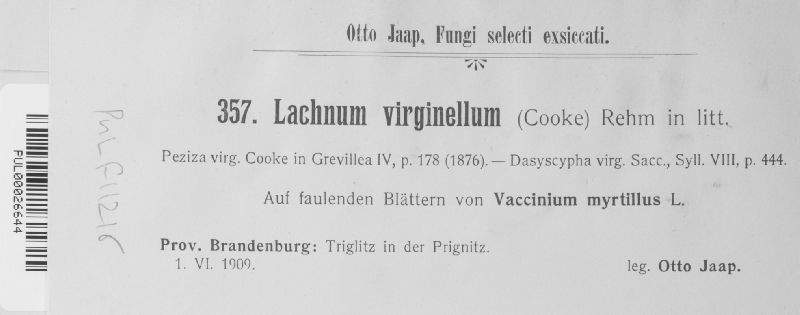 Otto Jaap, Fungi selecti exsiccati.
357. Lachnum virginellum (Cooke) Rehm in litt.
Peziza virg. Cooke in Grevillea IV, p. 178 (1876). — Dasyscypha virg. Sacc., Syll. VIII, p. 444.
Auf faulenden Blättern von Vaccinium myrtillus L.
Prov. Brandenburg: Triglitz in der Prignitz.
1. VI. 1909.
leg. Otto Jaap.
PUL00026644
PUL F11216